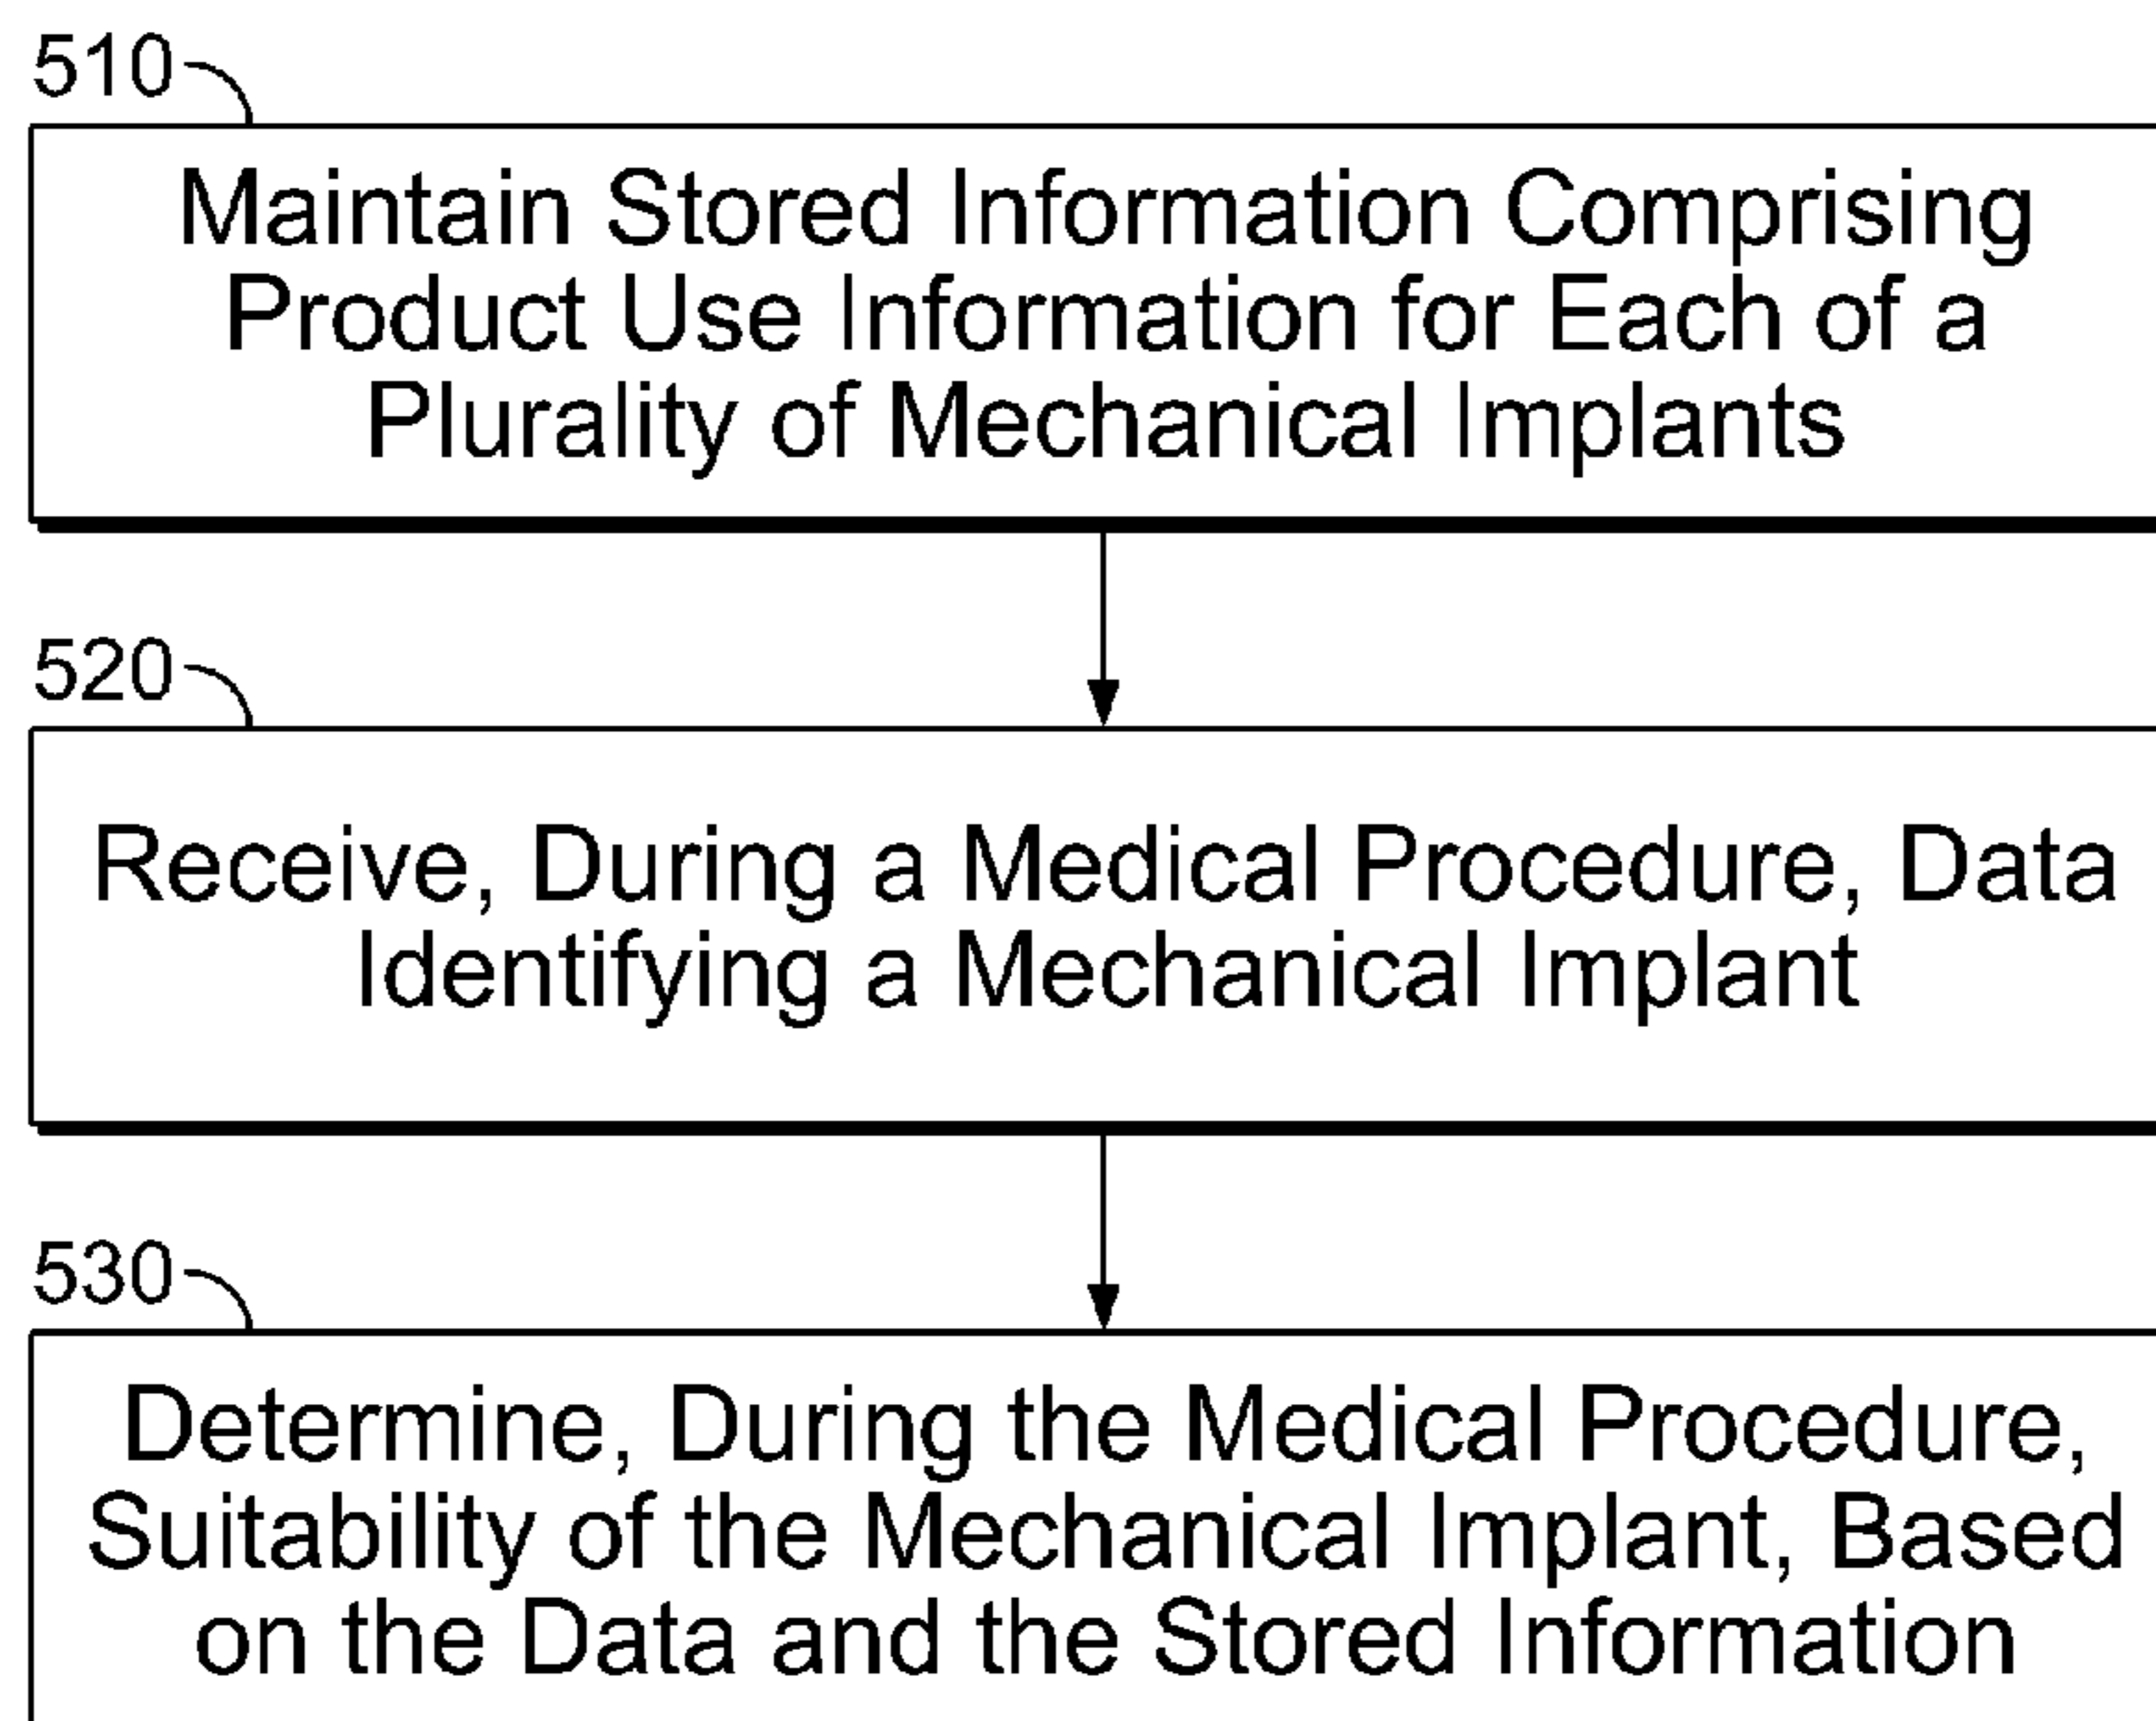 510
Maintain Stored Information Comprising
Product Use Information for Each of a
Plurality of Mechanical Implants
520
Receive, During a Medical Procedure, Data
Identifying a Mechanical Implant
530
Determine, During the Medical Procedure,
Suitability of the Mechanical Implant, Based
on the Data and the Stored Information